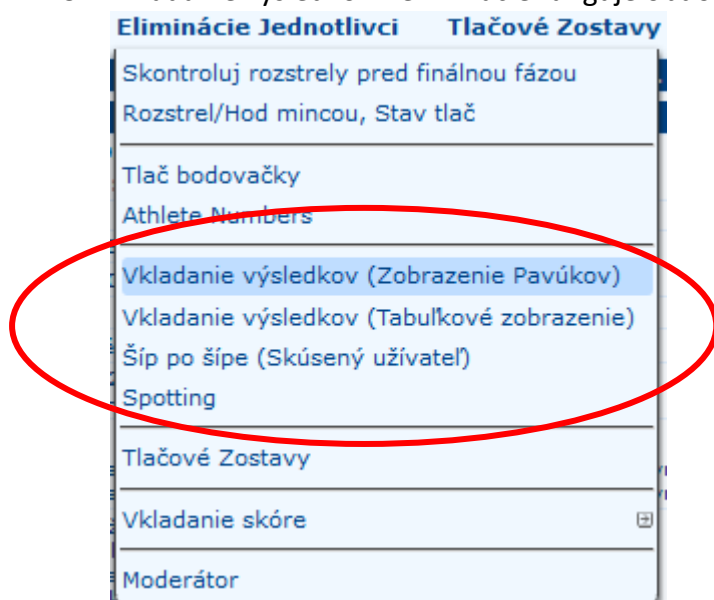 Eliminácie Jednotlivci Tlačové Zostavy
Skontroluj rozstrely pred finálnou fázou
Rozstrel/Hod mincou, Stav tlač
Tlač bodovačky
Athlete Numbers
Vkladanie výsledkov (Zobrazenie Pavúkov)
Vkladanie výsledkov (Tabuľkové zobrazenie)
Šíp po šípe (Skúsený užívateľ)
Spotting
Tlačové Zostavy
Vkladanie skóre
Moderátor